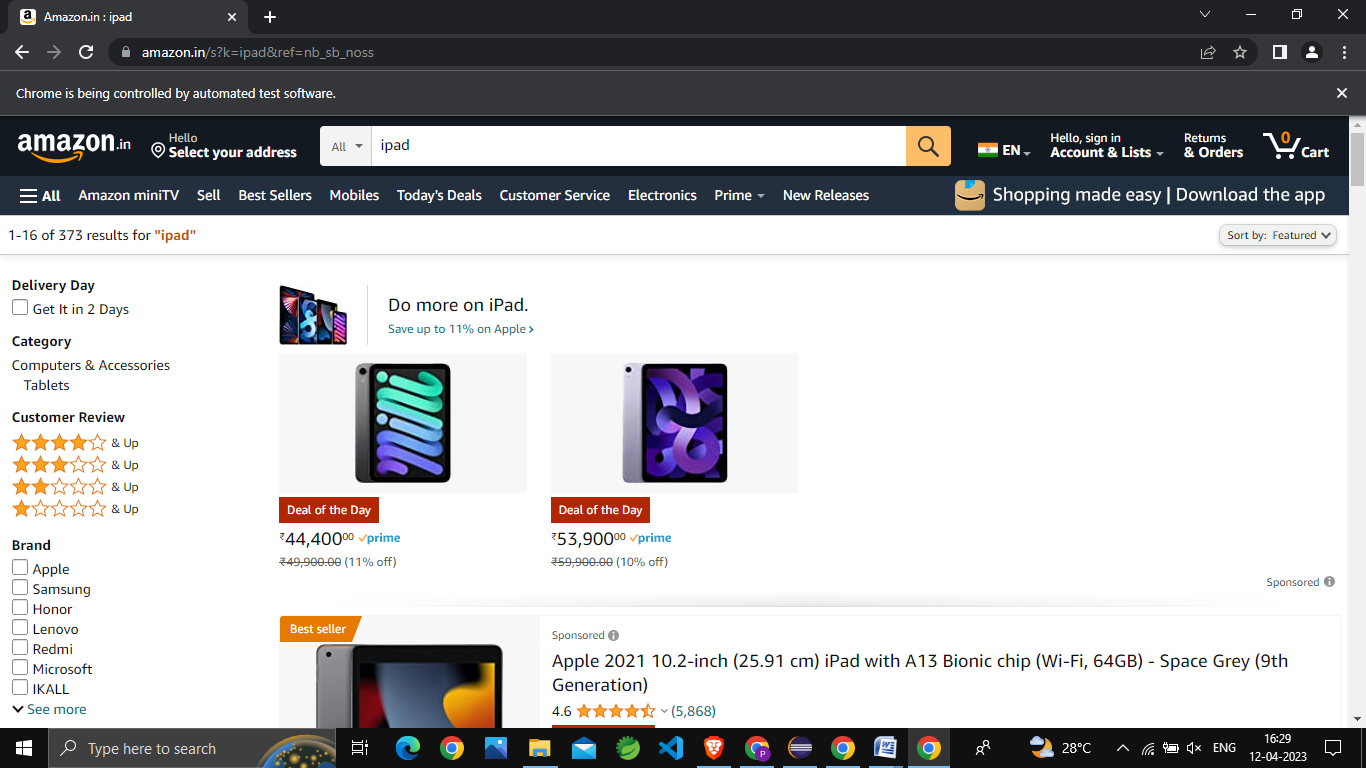 Amazon.in : ipad
amazon.in/s?k=ipad&ref=nb_sb_noss
Chrome is being controlled by automated test software.
amazon.in
Hello
Select your address
All
ipad
EN
Hello, sign in
Account & Lists
Returns
& Orders
0
Cart
All Amazon miniTV Sell Best Sellers Mobiles Today's Deals Customer Service Electronics Prime New Releases
Shopping made easy | Download the app
1-16 of 373 results for "ipad"
Sort by: Featured
Delivery Day
Get It in 2 Days
Category
Computers & Accessories
Tablets
Customer Review
& Up
& Up
& Up
& Up
Brand
Apple
Samsung
Honor
Lenovo
Redmi
Microsoft
IKALL
See more
Do more on iPad.
Save up to 11% on Apple ›
Deal of the Day
₹44,40000 prime
₹49,900.00 (11% off)
Deal of the Day
₹53,90000 prime
₹59,900.00 (10% off)
Sponsored
Best seller
Sponsored
Apple 2021 10.2-inch (25.91 cm) iPad with A13 Bionic chip (Wi-Fi, 64GB) - Space Grey (9th
Generation)
4.6 (5,868)
Type here to search
P
W
28°C
ENG
16:29
12-04-2023